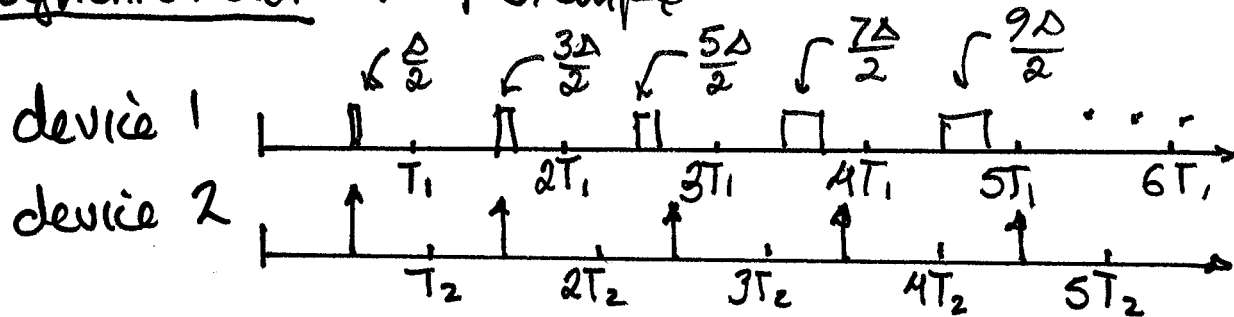 Δ/2 3Δ/2 5Δ/2 7Δ/2 9Δ/2
device 1 . . .
T₁ 2T₁ 3T₁ 4T₁ 5T₁ 6T₁
device 2
T₂ 2T₂ 3T₂ 4T₂ 5T₂